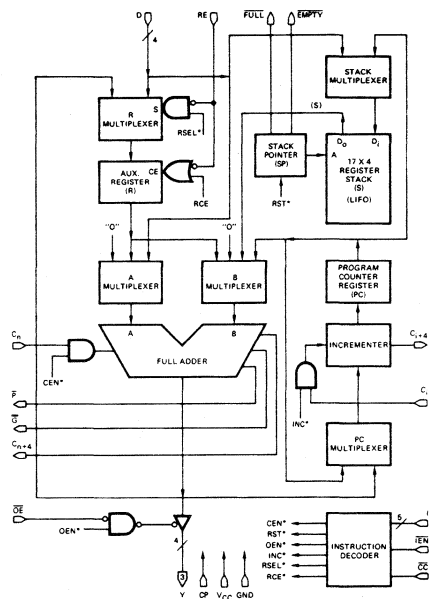 D
RE
FULL
EMPTY
4
STACK
MULTIPLEXER
R
MULTIPLEXER
S
RSEL*
(S)
Do
Di
STACK
POINTER
(SP)
A
17 X 4
REGISTER
STACK
(S)
(LIFO)
AUX.
REGISTER
(R)
CE
RCE
RST*
"0"
"0"
A
MULTIPLEXER
B
MULTIPLEXER
PROGRAM
COUNTER
REGISTER
(PC)
Cn
A
B
FULL ADDER
CEN*
INCREMENTER
Ci+4
P
G
Cn+4
INC*
Ci
PC
MULTIPLEXER
OE
OEN*
4
3
Y
CP
VCC
GND
CEN*
RST*
OEN*
INC*
RSEL*
RCE*
INSTRUCTION
DECODER
5
I
IEN
CC